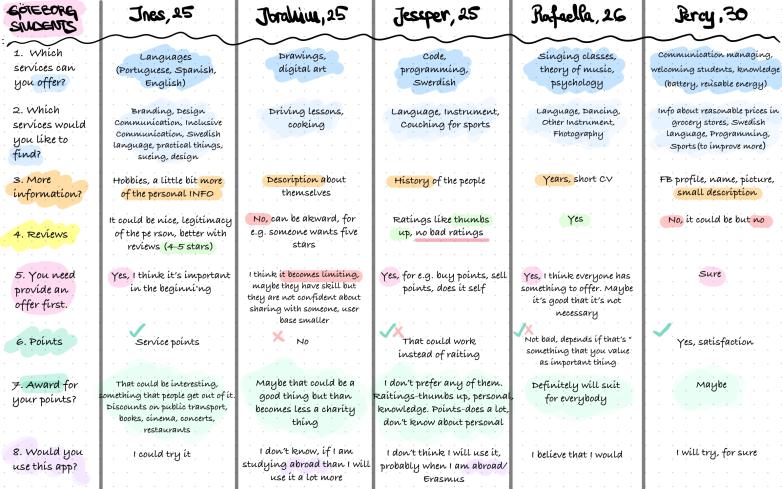 GÖTEBORG
STUDENTS
Ines, 25
Ibrahim, 25
Jessper, 25
Rafaella, 26
Percy, 30
1. Which
services can
you offer?
Languages
(Portuguese, Spanish,
English)
Drawings,
digital art
Code,
programming,
Swedish
Singing classes,
theory of music,
psychology
Communication managing,
welcoming students, knowledge
(battery, reusable energy)
2. Which
services would
you like to
find?
Branding, Design
Communication, Inclusive
Communication, Swedish
language, practical things,
sueing, design
Driving lessons,
cooking
Language, Instrument,
Couching for sports
Language, Dancing,
Other Instrument,
Fhotography
Info about reasonable prices in
grocery stores, Swedish
language, Programming,
Sports(to improve more)
3. More
information?
Hobbies, a little bit more
of the personal INFO
Description about
themselves
History of the people
Years, short CV
FB profile, name, picture,
small description
4. Reviews
It could be nice, legitimacy
of the pe rson, better with
reviews (4-5 stars)
No, can be akward, for
e.g. someone wants five
stars
Ratings like thumbs
up, no bad ratings
Yes
No, it could be but no
5. You need
provide an
offer first.
Yes, I think it's important
in the beginni'ng
I think it becomes limiting,
maybe they have skill but
they are not confident about
sharing with someone, user
base smaller
Yes, for e.g. buy points, sell
points, does it self
Yes, I think everyone has
something to offer. Maybe
it's good that it's not
necessary
Sure
6. Points
Service points
No
That could work
instead of raiting
Not bad, depends if that's "
something that you value
as important thing
Yes, satisfaction
7. Award for
your points?
That could be interesting,
something that people get out of it.
Discounts on public transport,
books, cinema, concerts,
restaurants
Maybe that could be a
good thing but than
becomes less a charity
thing
I don't prefer any of them.
Raitings-thumbs up, personal
knowledge. Points-does a lot,
don't know about personal
Definitely will suit
for everybody
Maybe
8. Would you
use this app?
I could try it
I don't know, if I am
studying abroad than I will
use it a lot more
I don't think I will use it,
probably when I am abroad/
Erasmus
I believe that I would
I will try, for sure